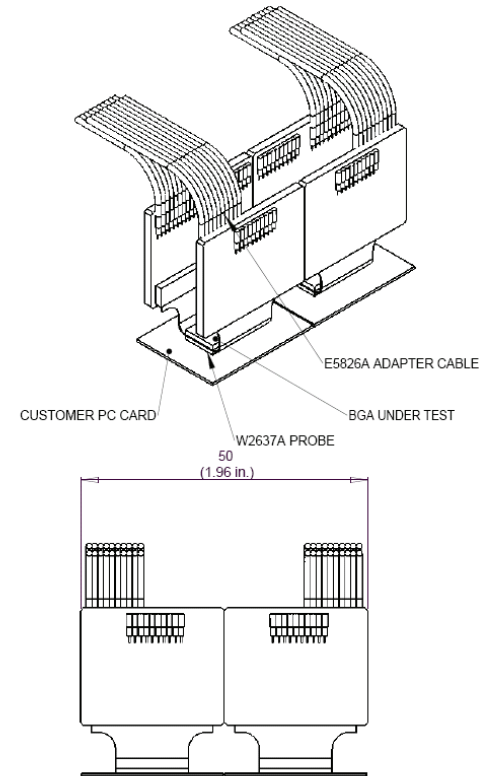 E5826A ADAPTER CABLE
CUSTOMER PC CARD
BGA UNDER TEST
W2637A PROBE
50
(1.96 in.)